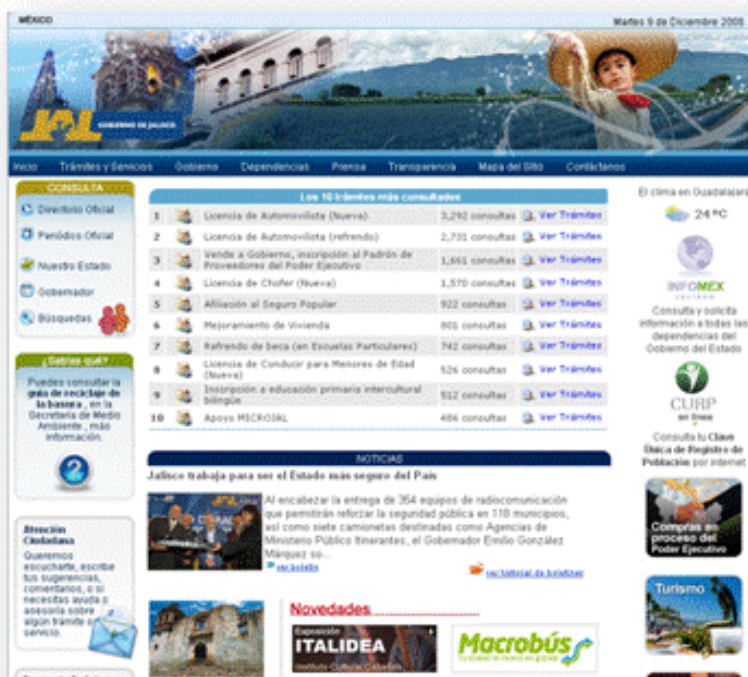 MÉXICO
Martes 9 de Diciembre 2008
JAL
GOBIERNO DE JALISCO
Inicio Trámites y Servicios Gobierno Dependencias Prensa Transparencia Mapa del Sitio Contáctanos
CONSULTA
Directorio Oficial
Periódico Oficial
Nuestro Estado
Gobernador
Búsquedas
¿Sabías qué?
Puedes consultar la
guía de reciclaje de
la basura, en la
Secretaría de Medio
Ambiente, más
información.
Atención
Ciudadana
Queremos
escucharte, escribe
tus sugerencias,
comentarios, o si
necesitas ayuda o
asesoría sobre
algún trámite o
servicio.
Los 10 trámites más consultados
1 Licencia de Automovilista (Nueva) 3,292 consultas Ver Trámites
2 Licencia de Automovilista (refrendo) 2,731 consultas Ver Trámites
3 Vende a Gobierno, inscripción al Padrón de
Proveedores del Poder Ejecutivo 1,661 consultas Ver Trámites
4 Licencia de Chofer (Nueva) 1,570 consultas Ver Trámites
5 Afiliación al Seguro Popular 922 consultas Ver Trámites
6 Mejoramiento de Vivienda 801 consultas Ver Trámites
7 Refrendo de beca (en Escuelas Particulares) 742 consultas Ver Trámites
8 Licencia de Conducir para Menores de Edad
(Nueva) 526 consultas Ver Trámites
9 Inscripción a educación primaria intercultural
bilingüe 512 consultas Ver Trámites
10 Apoyo MICROJAL 486 consultas Ver Trámites
NOTICIAS
Jalisco trabaja para ser el Estado más seguro del País
Al encabezar la entrega de 354 equipos de radiocomunicación
que permitirán reforzar la seguridad pública en 118 municipios,
así como siete camionetas destinadas como Agencias de
Ministerio Público Itinerantes, el Gobernador Emilio González
Márquez so...
ver boletín
ver historial de boletines
Novedades
Exposición
ITALIDEA
Instituto Cultural Cabañas
Macrobús
El clima en Guadalajara
24 ºC
INFOMEX
JALISCO
Consulta y solicita
información a todas las
dependencias del
Gobierno del Estado
CURP
en línea
Consulta tu Clave
Única de Registro de
Población por internet
Compras en
proceso del
Poder Ejecutivo
Turismo